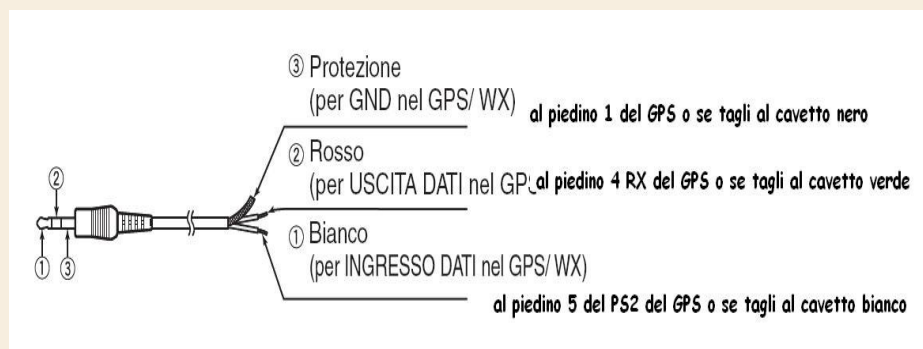 ③ Protezione
(per GND nel GPS/ WX)
al piedino 1 del GPS o se tagli al cavetto nero
② Rosso
(per USCITA DATI nel GP
al piedino 4 RX del GPS o se tagli al cavetto verde
① Bianco
(per INGRESSO DATI nel GPS/ WX)
al piedino 5 del PS2 del GPS o se tagli al cavetto bianco
②
① ③